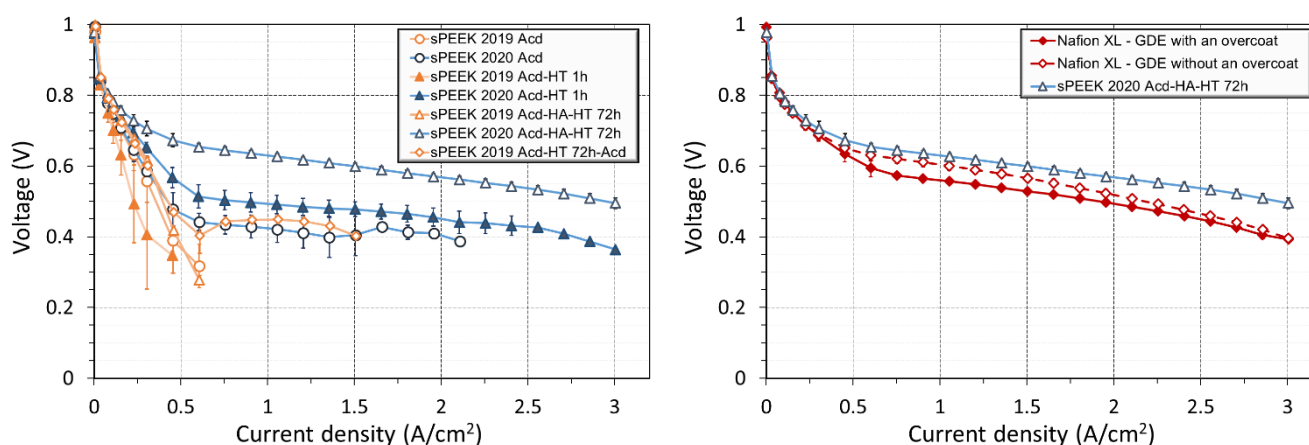 1
0.8
0.6
0.4
0.2
0
Voltage (V)
0
0.5
1
1.5
2
2.5
3
Current density (A/cm²)
sPEEK 2019 Acd
sPEEK 2020 Acd
sPEEK 2019 Acd-HT 1h
sPEEK 2020 Acd-HT 1h
sPEEK 2019 Acd-HA-HT 72h
sPEEK 2020 Acd-HA-HT 72h
sPEEK 2019 Acd-HT 72h-Acd
1
0.8
0.6
0.4
0.2
0
Voltage (V)
0
0.5
1
1.5
2
2.5
3
Current density (A/cm²)
Nafion XL - GDE with an overcoat
Nafion XL - GDE without an overcoat
sPEEK 2020 Acd-HA-HT 72h